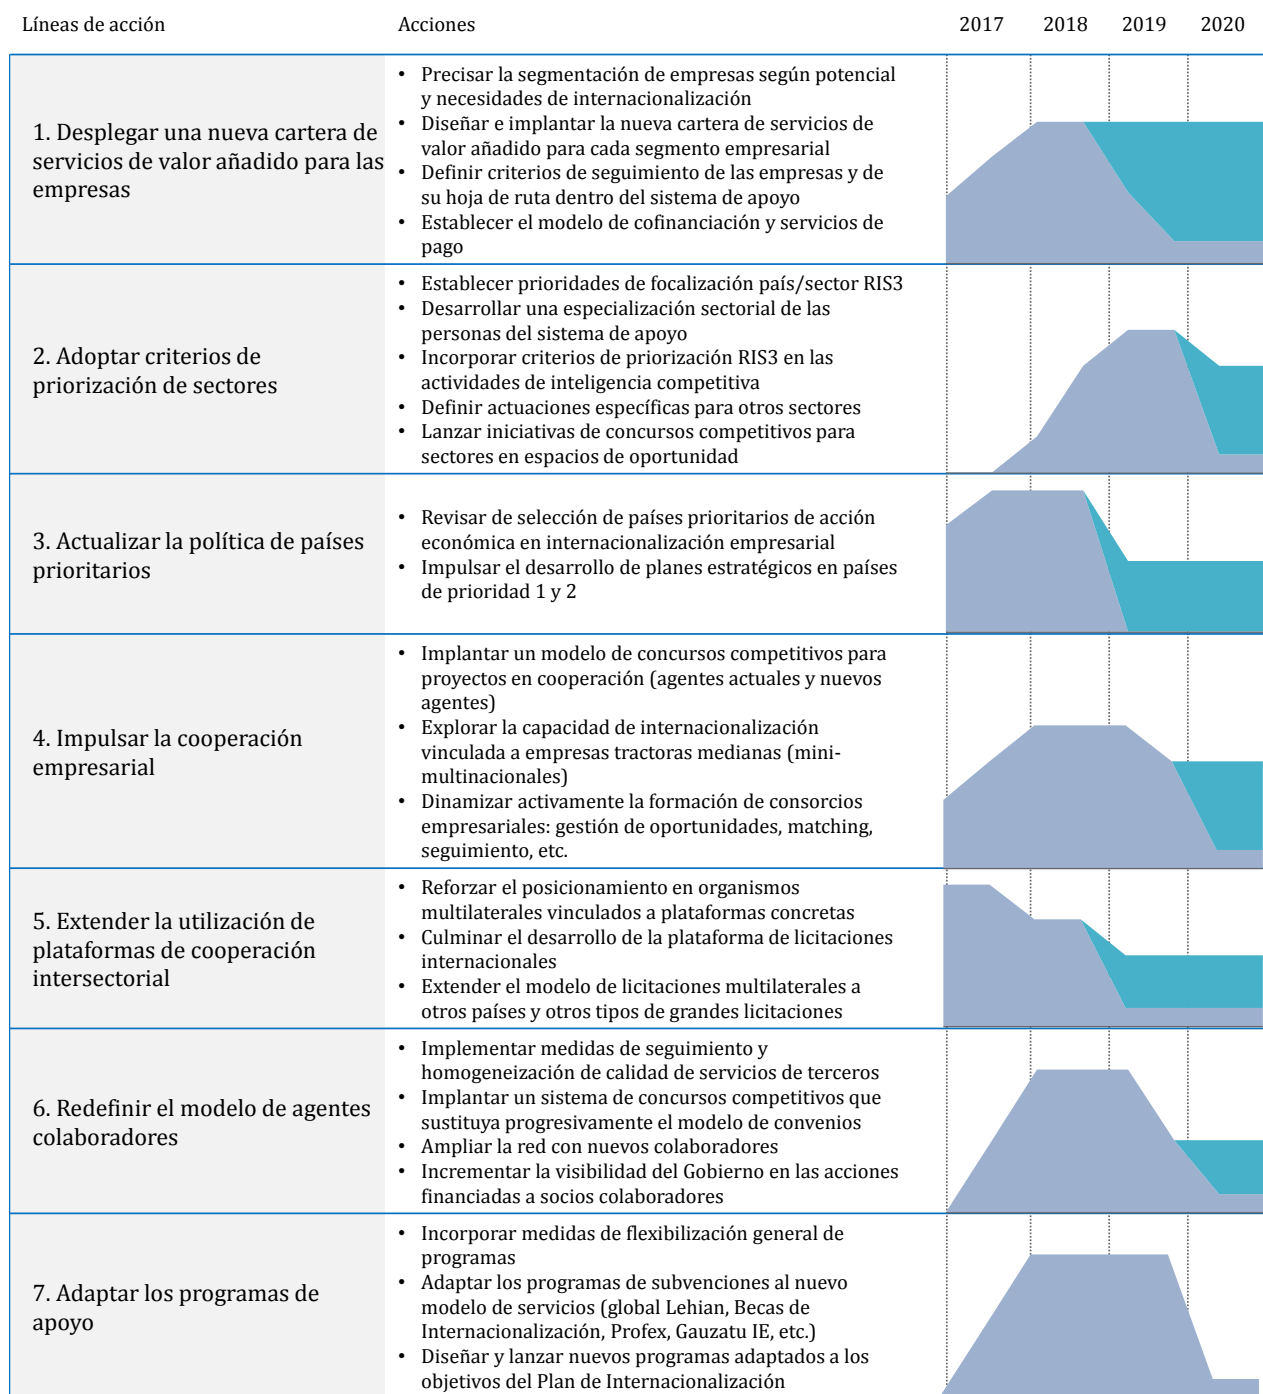 Líneas de acción Acciones 2017 2018 2019 2020
1. Desplegar una nueva cartera de
servicios de valor añadido para las
empresas
• Precisar la segmentación de empresas según potencial
y necesidades de internacionalización
• Diseñar e implantar la nueva cartera de servicios de
valor añadido para cada segmento empresarial
• Definir criterios de seguimiento de las empresas y de
su hoja de ruta dentro del sistema de apoyo
• Establecer el modelo de cofinanciación y servicios de
pago
2. Adoptar criterios de
priorización de sectores
• Establecer prioridades de focalización país/sector RIS3
• Desarrollar una especialización sectorial de las
personas del sistema de apoyo
• Incorporar criterios de priorización RIS3 en las
actividades de inteligencia competitiva
• Definir actuaciones específicas para otros sectores
• Lanzar iniciativas de concursos competitivos para
sectores en espacios de oportunidad
3. Actualizar la política de países
prioritarios
• Revisar de selección de países prioritarios de acción
económica en internacionalización empresarial
• Impulsar el desarrollo de planes estratégicos en países
de prioridad 1 y 2
4. Impulsar la cooperación
empresarial
• Implantar un modelo de concursos competitivos para
proyectos en cooperación (agentes actuales y nuevos
agentes)
• Explorar la capacidad de internacionalización
vinculada a empresas tractoras medianas (mini-
multinacionales)
• Dinamizar activamente la formación de consorcios
empresariales: gestión de oportunidades, matching,
seguimiento, etc.
5. Extender la utilización de
plataformas de cooperación
intersectorial
• Reforzar el posicionamiento en organismos
multilaterales vinculados a plataformas concretas
• Culminar el desarrollo de la plataforma de licitaciones
internacionales
• Extender el modelo de licitaciones multilaterales a
otros países y otros tipos de grandes licitaciones
6. Redefinir el modelo de agentes
colaboradores
• Implementar medidas de seguimiento y
homogeneización de calidad de servicios de terceros
• Implantar un sistema de concursos competitivos que
sustituya progresivamente el modelo de convenios
• Ampliar la red con nuevos colaboradores
• Incrementar la visibilidad del Gobierno en las acciones
financiadas a socios colaboradores
7. Adaptar los programas de
apoyo
• Incorporar medidas de flexibilización general de
programas
• Adaptar los programas de subvenciones al nuevo
modelo de servicios (global Lehian, Becas de
Internacionalización, Profex, Gauzatu IE, etc.)
• Diseñar y lanzar nuevos programas adaptados a los
objetivos del Plan de Internacionalización